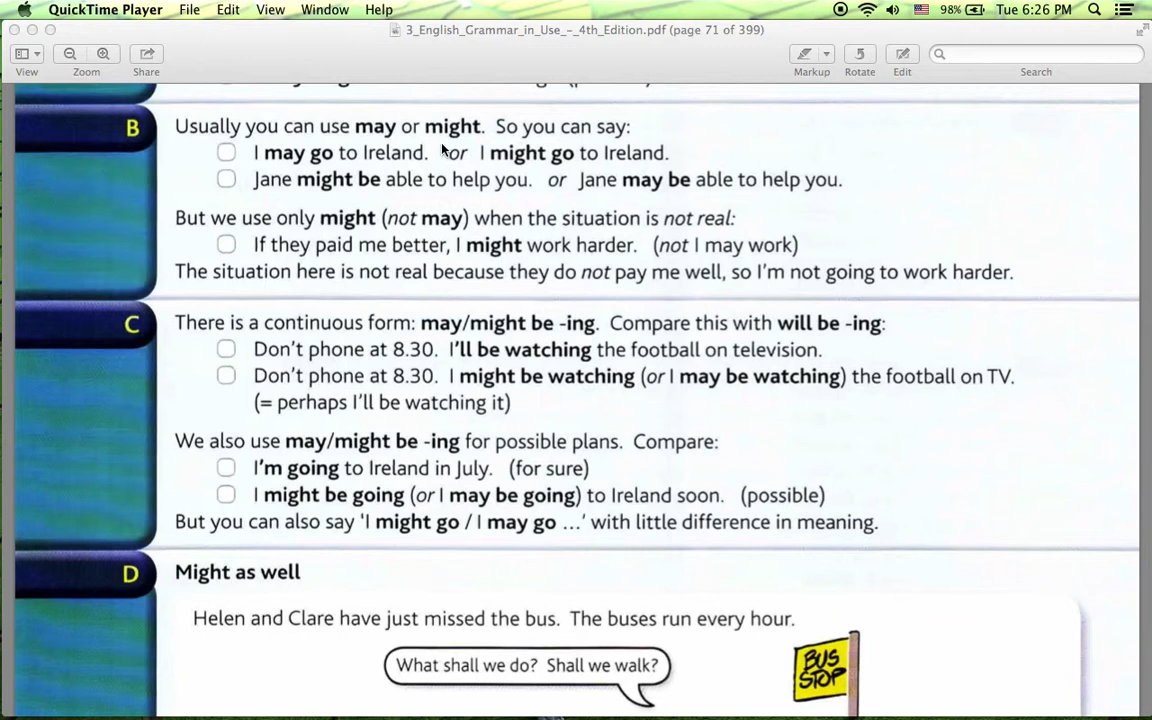 QuickTime Player File Edit View Window Help 98% Tue 6:26 PM
3_English_Grammar_in_Use_-_4th_Edition.pdf (page 71 of 399)
View Zoom Share Markup Rotate Edit Search
B
Usually you can use may or might. So you can say:
I may go to Ireland. or I might go to Ireland.
Jane might be able to help you. or Jane may be able to help you.
But we use only might (not may) when the situation is not real:
If they paid me better, I might work harder. (not I may work)
The situation here is not real because they do not pay me well, so I'm not going to work harder.
C
There is a continuous form: may/might be -ing. Compare this with will be -ing:
Don't phone at 8.30. I'll be watching the football on television.
Don't phone at 8.30. I might be watching (or I may be watching) the football on TV.
(= perhaps I'll be watching it)
We also use may/might be -ing for possible plans. Compare:
I'm going to Ireland in July. (for sure)
I might be going (or I may be going) to Ireland soon. (possible)
But you can also say 'I might go / I may go ...' with little difference in meaning.
D
Might as well
Helen and Clare have just missed the bus. The buses run every hour.
What shall we do? Shall we walk?
BUS
STOP